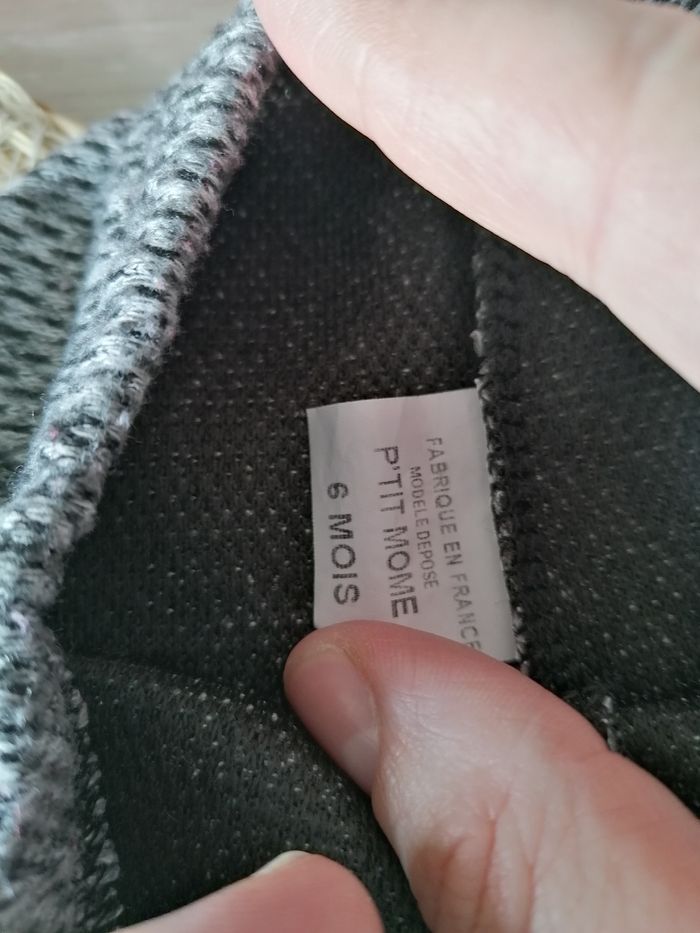 FABRIQUE EN FRANCE
MODELE DEPOSE
P'TIT MOME
6 MOIS